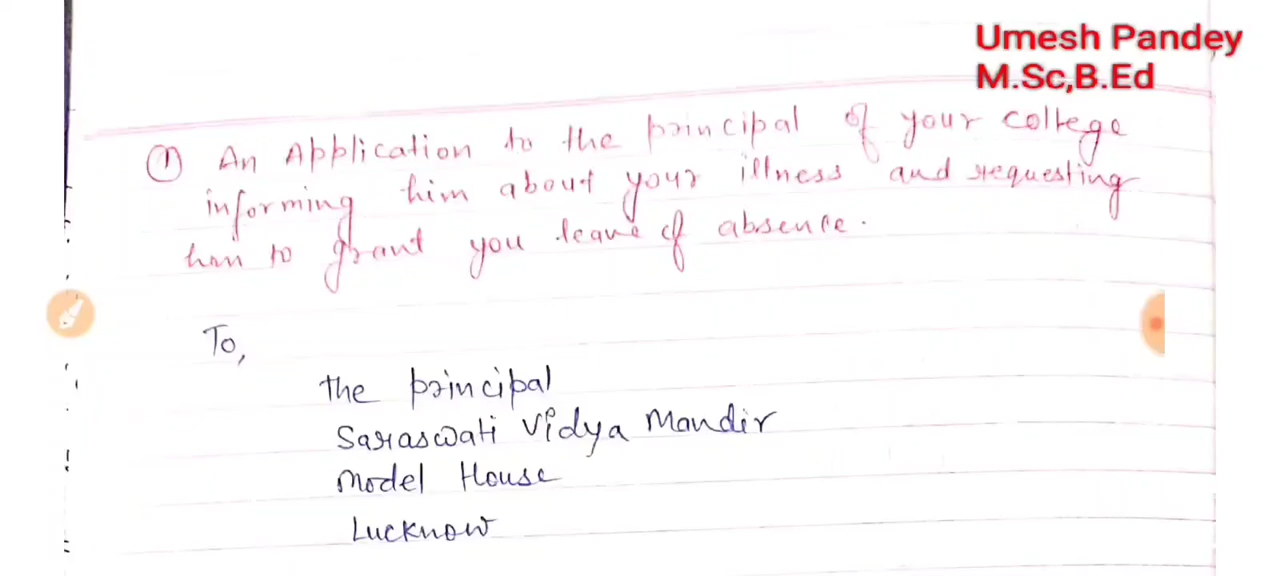 Umesh Pandey
M.Sc,B.Ed
① An Application to the principal of your college
informing him about your illness and requesting
him to grant you leave of absence.
To,
the principal
Saraswati Vidya Mandir
Model House
Lucknow